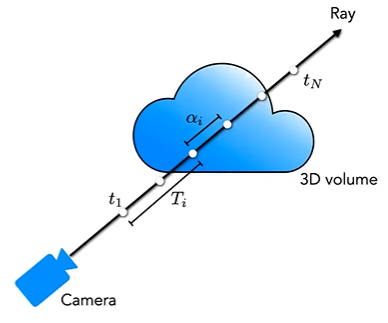 Ray
t_N
α_i
3D volume
T_i
t_1
Camera